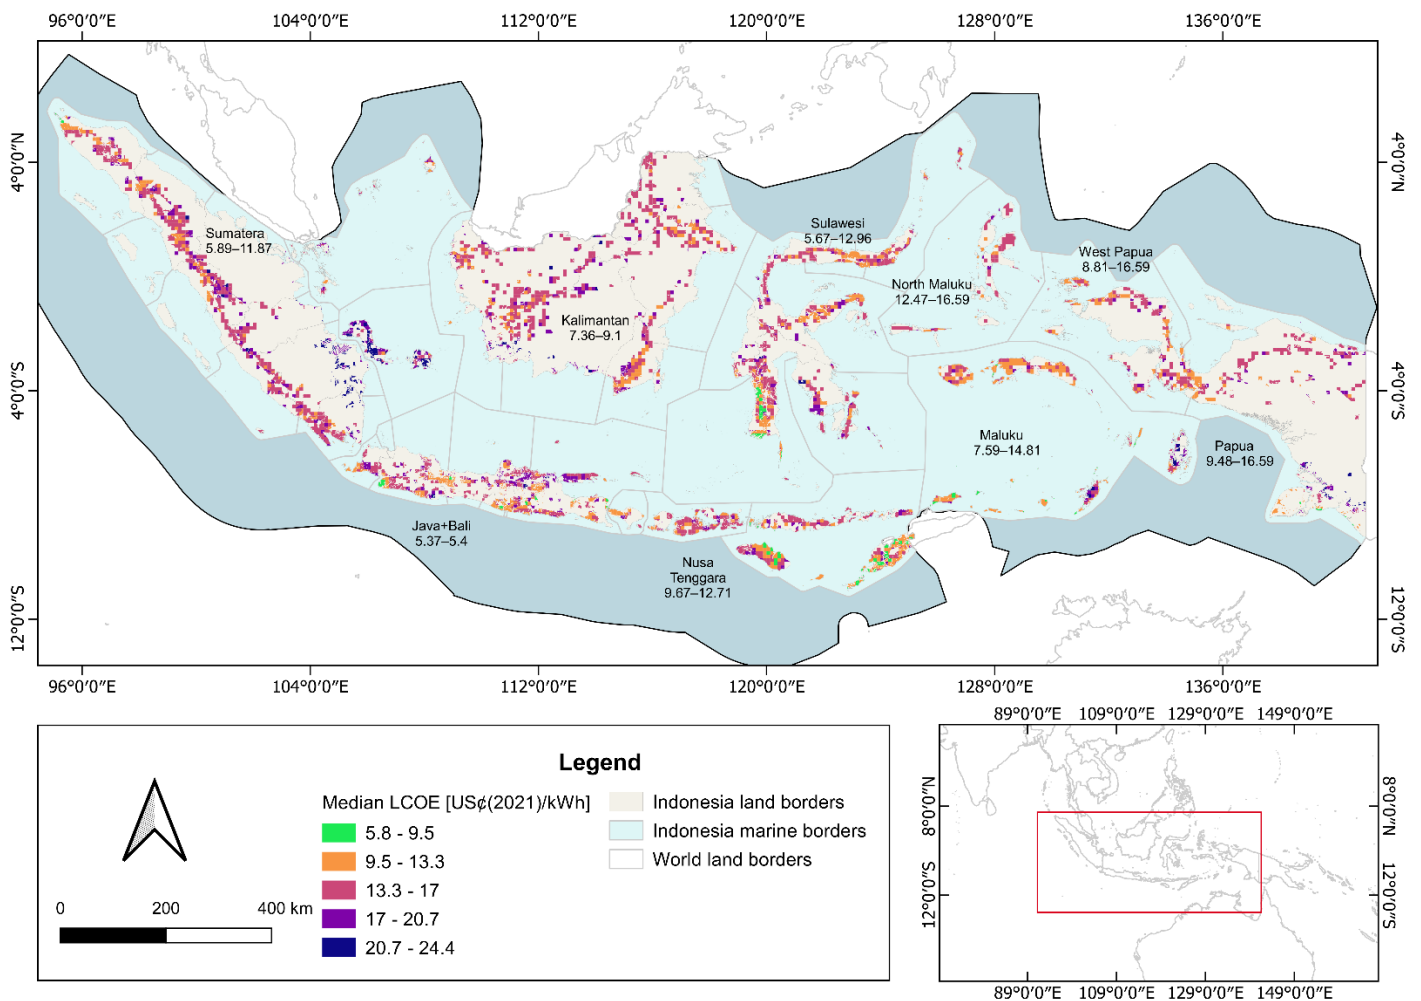 96°0'0"E 104°0'0"E 112°0'0"E 120°0'0"E 128°0'0"E 136°0'0"E
4°0'0"N
4°0'0"N
4°0'0"S
4°0'0"S
12°0'0"S
12°0'0"S
Sumatera
5.89–11.87
Kalimantan
7.36–9.1
Sulawesi
5.67–12.96
North Maluku
12.47–16.59
West Papua
8.81–16.59
Maluku
7.59–14.81
Papua
9.48–16.59
Java+Bali
5.37–5.4
Nusa
Tenggara
9.67–12.71
96°0'0"E 104°0'0"E 112°0'0"E 120°0'0"E 128°0'0"E 136°0'0"E
Legend
Median LCOE [US¢(2021)/kWh]
5.8 - 9.5
9.5 - 13.3
13.3 - 17
17 - 20.7
20.7 - 24.4
Indonesia land borders
Indonesia marine borders
World land borders
0 200 400 km
89°0'0"E 109°0'0"E 129°0'0"E 149°0'0"E
8°0'0"N
8°0'0"N
12°0'0"S
12°0'0"S
89°0'0"E 109°0'0"E 129°0'0"E 149°0'0"E